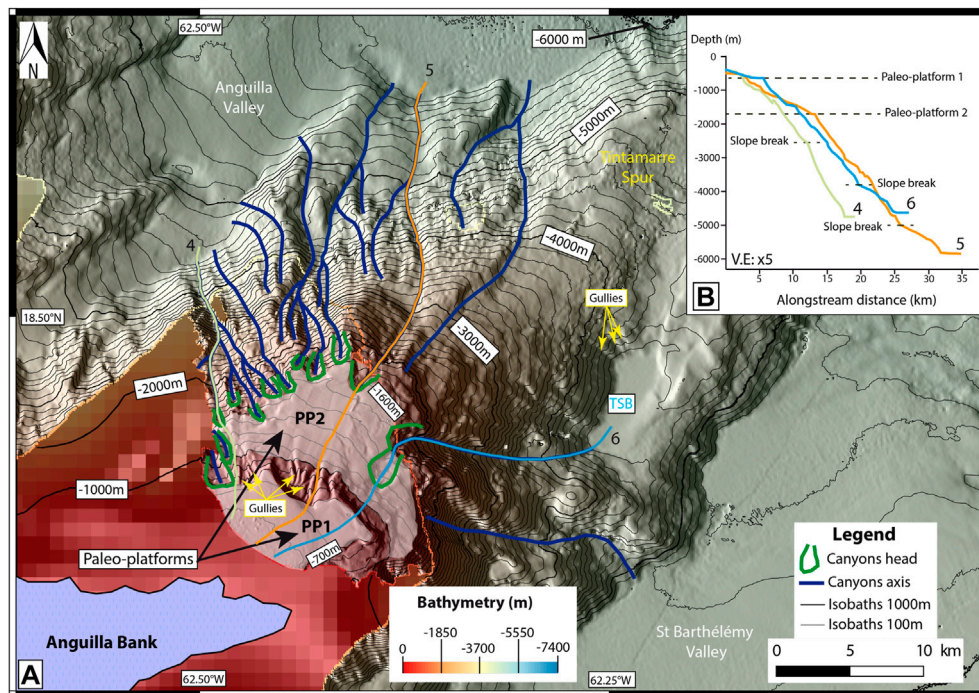 A
N
62.50°W
Anguilla
Valley
5
-6000 m
-5000m
Tintamarre
Spur
4
-4000m
Gullies
18.50°N
-3000m
-2000m
PP2
-1600m
TSB
6
-1000m
Gullies
PP1
Paleo-platforms
-700m
Anguilla Bank
A
62.50°W
Bathymetry (m)
-1850
-5550
0
-3700
-7400
St Barthélémy
Valley
62.25°W
Legend
Canyons head
Canyons axis
Isobaths 1000m
Isobaths 100m
0
5
10 km
Depth (m)
0
-1000
-2000
-3000
-4000
-5000
-6000
Paleo-platform 1
Paleo-platform 2
Slope break
Slope break
Slope break
4
6
5
V.E: x5
B
5
10
15
20
25
30
35
Alongstream distance (km)